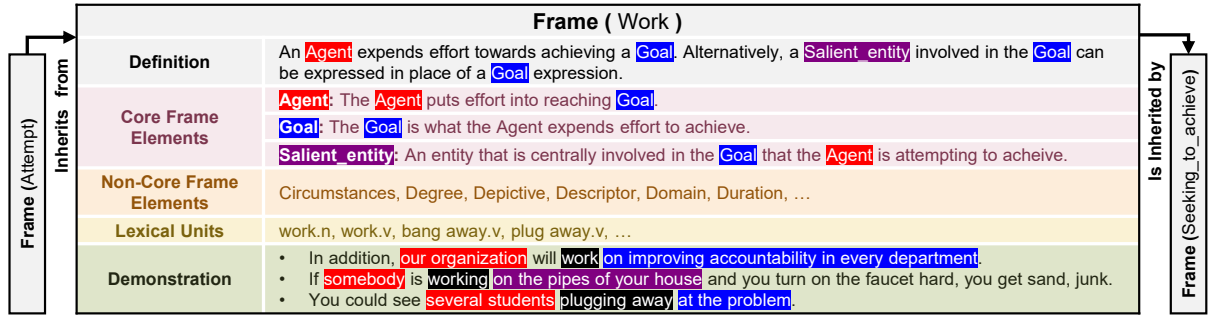 Frame ( Work )
Frame (Attempt)
Inherits from
Definition
An Agent expends effort towards achieving a Goal. Alternatively, a Salient_entity involved in the Goal can
be expressed in place of a Goal expression.
Core Frame
Elements
Agent: The Agent puts effort into reaching Goal.
Goal: The Goal is what the Agent expends effort to achieve.
Salient_entity: An entity that is centrally involved in the Goal that the Agent is attempting to acheive.
Non-Core Frame
Elements
Circumstances, Degree, Depictive, Descriptor, Domain, Duration, …
Lexical Units
work.n, work.v, bang away.v, plug away.v, …
Demonstration
• In addition, our organization will work on improving accountability in every department.
• If somebody is working on the pipes of your house and you turn on the faucet hard, you get sand, junk.
• You could see several students plugging away at the problem.
Is Inherited by
Frame (Seeking_to_achieve)